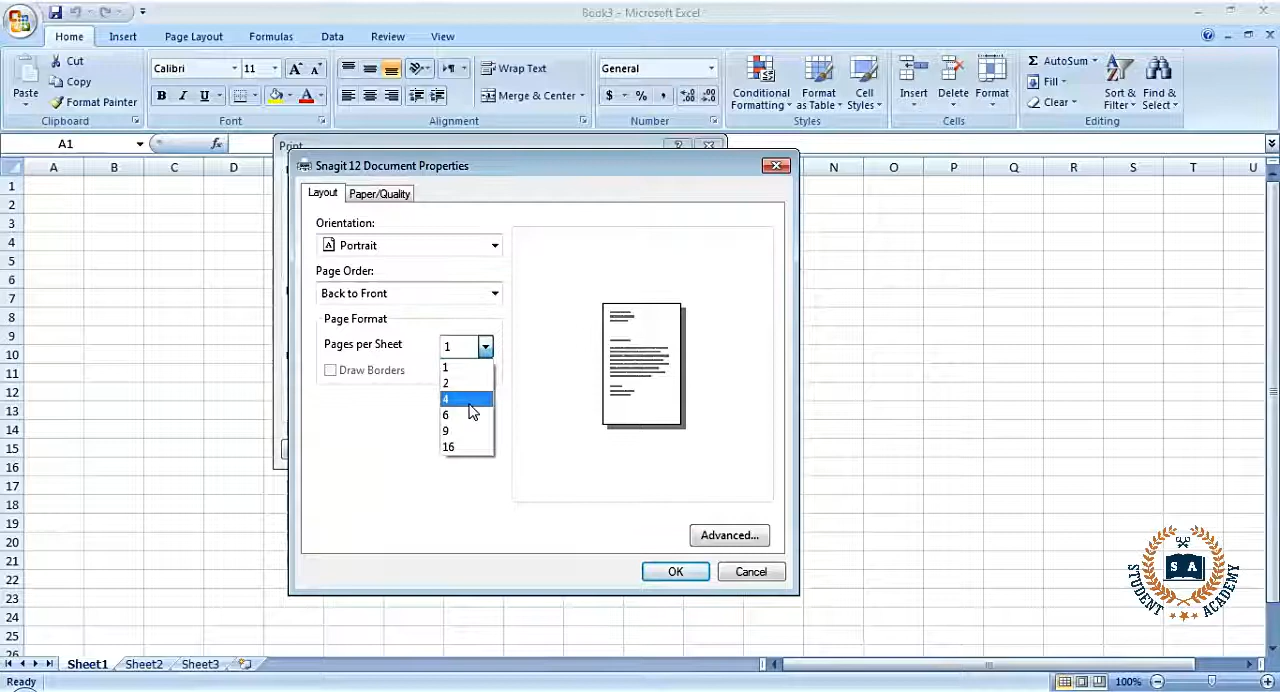 Book3 - Microsoft Excel
Home Insert Page Layout Formulas Data Review View
Cut
Copy
Format Painter
Paste
Clipboard
Calibri 11
Font
Wrap Text
Merge & Center
Alignment
General
Number
Conditional Formatting
Format as Table
Cell Styles
Styles
Insert Delete Format
Cells
AutoSum
Fill
Clear
Sort & Filter
Find & Select
Editing
A1
A B C D N O P Q R S T U
Print
Snagit 12 Document Properties
Layout Paper/Quality
Orientation:
Portrait
Page Order:
Back to Front
Page Format
Pages per Sheet 1
Draw Borders
1
2
4
6
9
16
Advanced...
OK Cancel
1
2
3
4
5
6
7
8
9
10
11
12
13
14
15
16
17
18
19
20
21
22
23
24
25
26
S A
STUDENT ACADEMY
Sheet1 Sheet2 Sheet3
Ready
100%